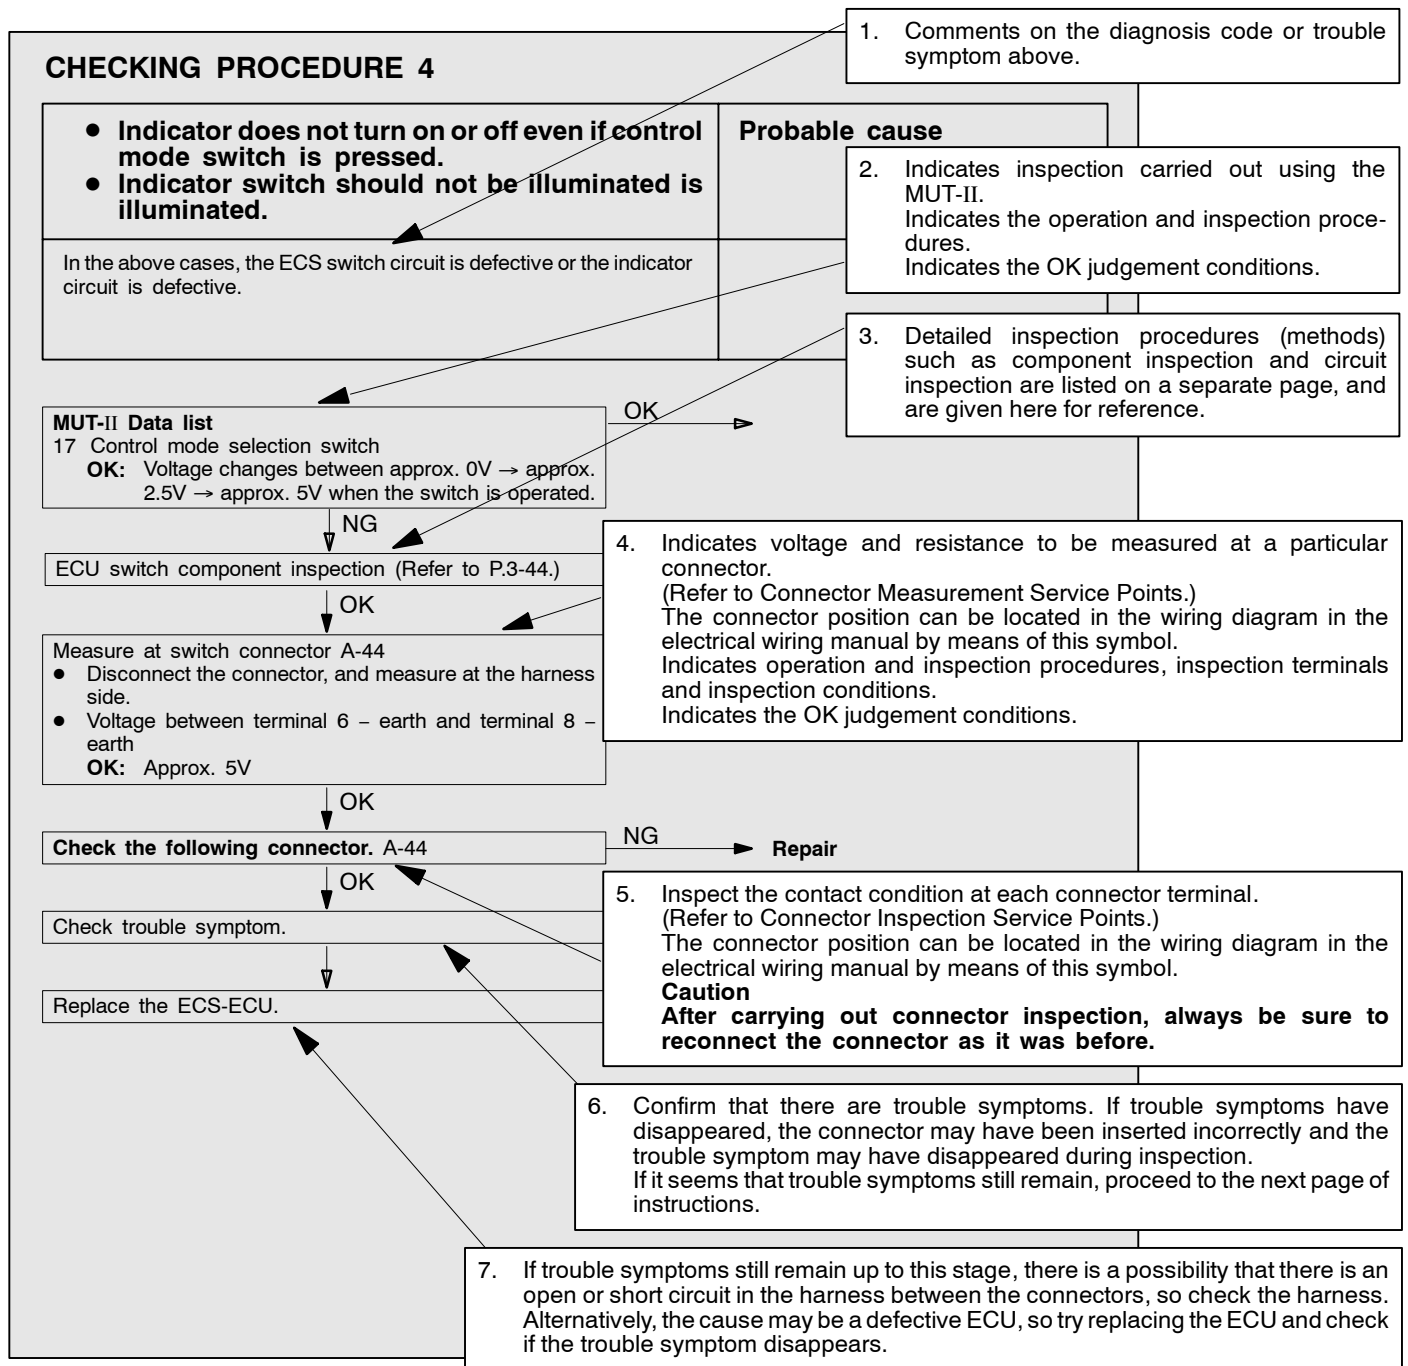 CHECKING PROCEDURE 4
● Indicator does not turn on or off even if control
mode switch is pressed.
● Indicator switch should not be illuminated is
illuminated.
Probable cause
In the above cases, the ECS switch circuit is defective or the indicator
circuit is defective.
MUT-II Data list
17 Control mode selection switch
OK: Voltage changes between approx. 0V → approx.
2.5V → approx. 5V when the switch is operated.
OK
NG
ECU switch component inspection (Refer to P.3-44.)
OK
Measure at switch connector A-44
● Disconnect the connector, and measure at the harness
side.
● Voltage between terminal 6 – earth and terminal 8 –
earth
OK: Approx. 5V
OK
Check the following connector. A-44
NG
Repair
OK
Check trouble symptom.
Replace the ECS-ECU.
1. Comments on the diagnosis code or trouble
symptom above.
2. Indicates inspection carried out using the
MUT-II.
Indicates the operation and inspection proce-
dures.
Indicates the OK judgement conditions.
3. Detailed inspection procedures (methods)
such as component inspection and circuit
inspection are listed on a separate page, and
are given here for reference.
4. Indicates voltage and resistance to be measured at a particular
connector.
(Refer to Connector Measurement Service Points.)
The connector position can be located in the wiring diagram in the
electrical wiring manual by means of this symbol.
Indicates operation and inspection procedures, inspection terminals
and inspection conditions.
Indicates the OK judgement conditions.
5. Inspect the contact condition at each connector terminal.
(Refer to Connector Inspection Service Points.)
The connector position can be located in the wiring diagram in the
electrical wiring manual by means of this symbol.
Caution
After carrying out connector inspection, always be sure to
reconnect the connector as it was before.
6. Confirm that there are trouble symptoms. If trouble symptoms have
disappeared, the connector may have been inserted incorrectly and the
trouble symptom may have disappeared during inspection.
If it seems that trouble symptoms still remain, proceed to the next page of
instructions.
7. If trouble symptoms still remain up to this stage, there is a possibility that there is an
open or short circuit in the harness between the connectors, so check the harness.
Alternatively, the cause may be a defective ECU, so try replacing the ECU and check
if the trouble symptom disappears.